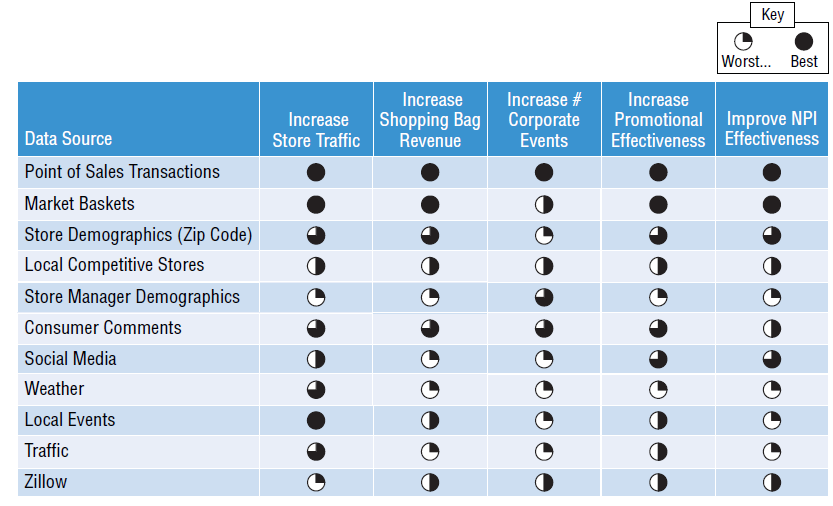 Key
Worst... Best
Data Source
Increase
Store Traffic
Increase
Shopping Bag
Revenue
Increase #
Corporate
Events
Increase
Promotional
Effectiveness
Improve NPI
Effectiveness
Point of Sales Transactions
Market Baskets
Store Demographics (Zip Code)
Local Competitive Stores
Store Manager Demographics
Consumer Comments
Social Media
Weather
Local Events
Traffic
Zillow